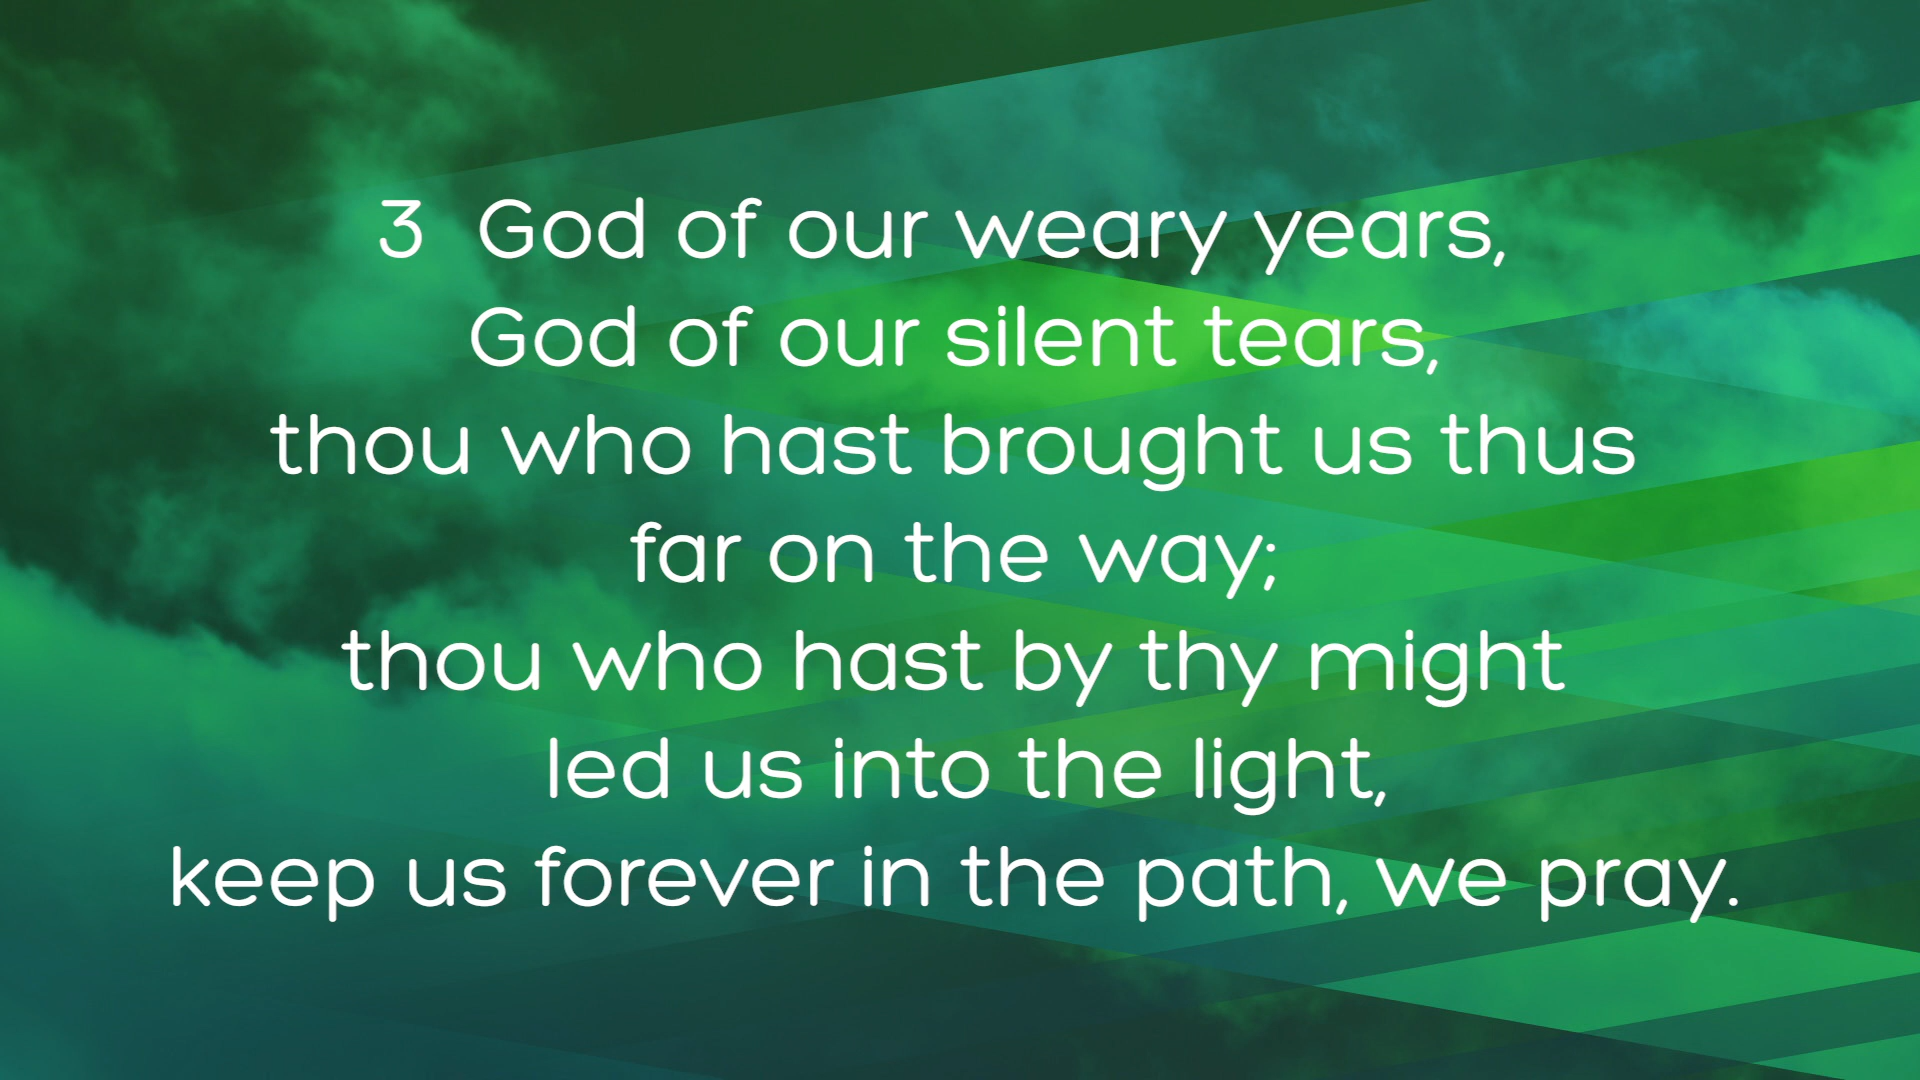 3 God of our weary years,
God of our silent tears,
thou who hast brought us thus
far on the way;
thou who hast by thy might
led us into the light,
keep us forever in the path, we pray.